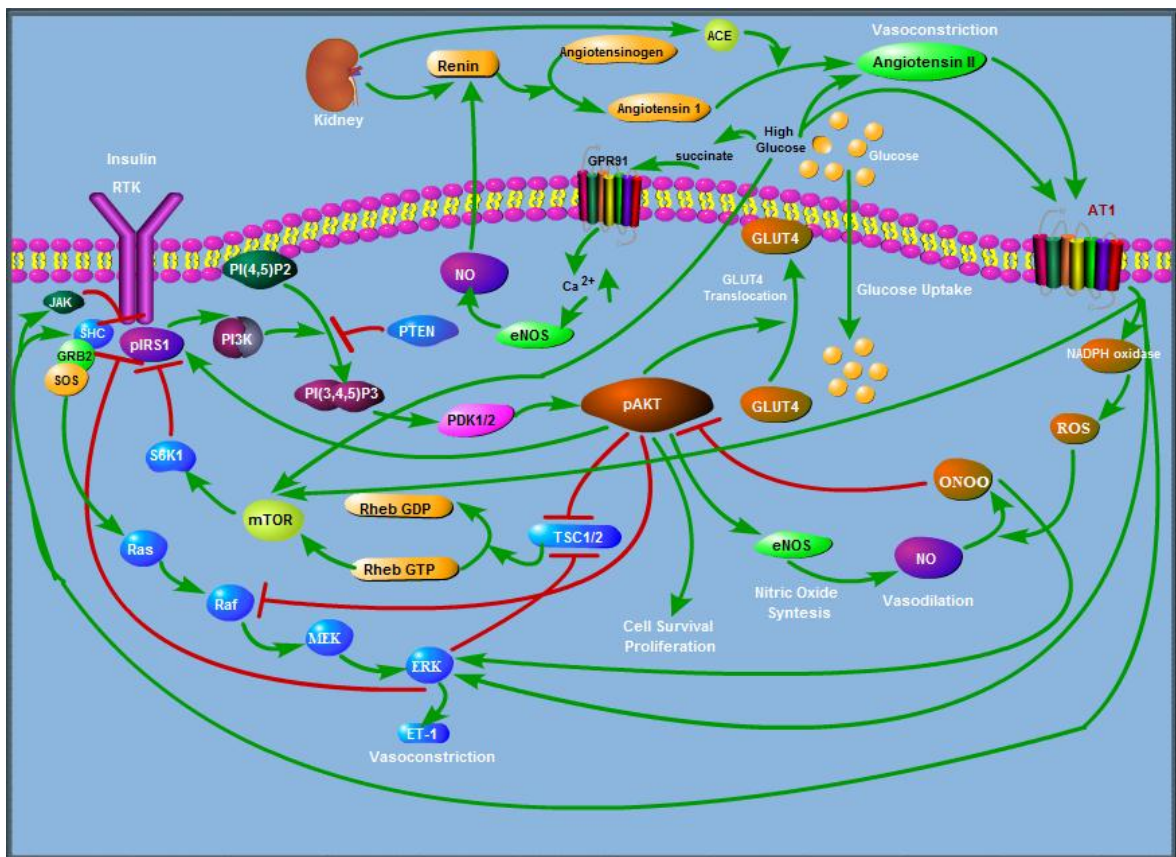 Vasoconstriction
ACE
Angiotensinogen
Renin
Angiotensin II
Angiotensin 1
Kidney
High
Glucose
Glucose
Insulin
RTK
GPR91
succinate
AT1
GLUT4
PI(4,5)P2
NO
Ca 2+
GLUT4
Translocation
Glucose Uptake
JAK
SHC
pIRS1
PI3K
PTEN
eNOS
GRB2
SOS
NADPH oxidase
PI(3,4,5)P3
PDK1/2
pAKT
GLUT4
ROS
S6K1
ONOO
mTOR
Rheb GDP
TSC1/2
eNOS
Ras
Rheb GTP
NO
Raf
Nitric Oxide
Syntesis
Vasodilation
MEK
Cell Survival
Proliferation
ERK
ET-1
Vasoconstriction